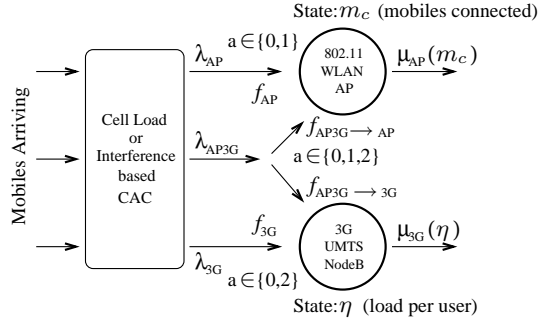 State: m_c (mobiles connected)
λ_AP
a ∈{0,1}
802.11
WLAN
AP
μ_AP(m_c)
f_AP
Mobiles Arriving
Cell Load
or
Interference
based
CAC
λ_AP3G
f_AP3G → AP
a ∈{0,1,2}
f_AP3G → 3G
f_3G
λ_3G
a ∈{0,2}
3G
UMTS
NodeB
μ_3G(η)
State: η (load per user)